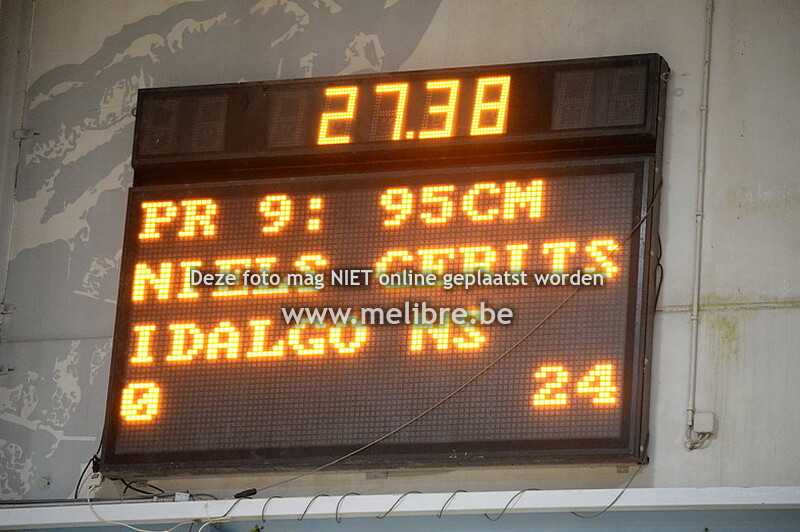 27.38
PR 9: 95CM
NIELS GERITS
Deze foto mag NIET online geplaatst worden
www.melibre.be
IDALGO NS
0 24